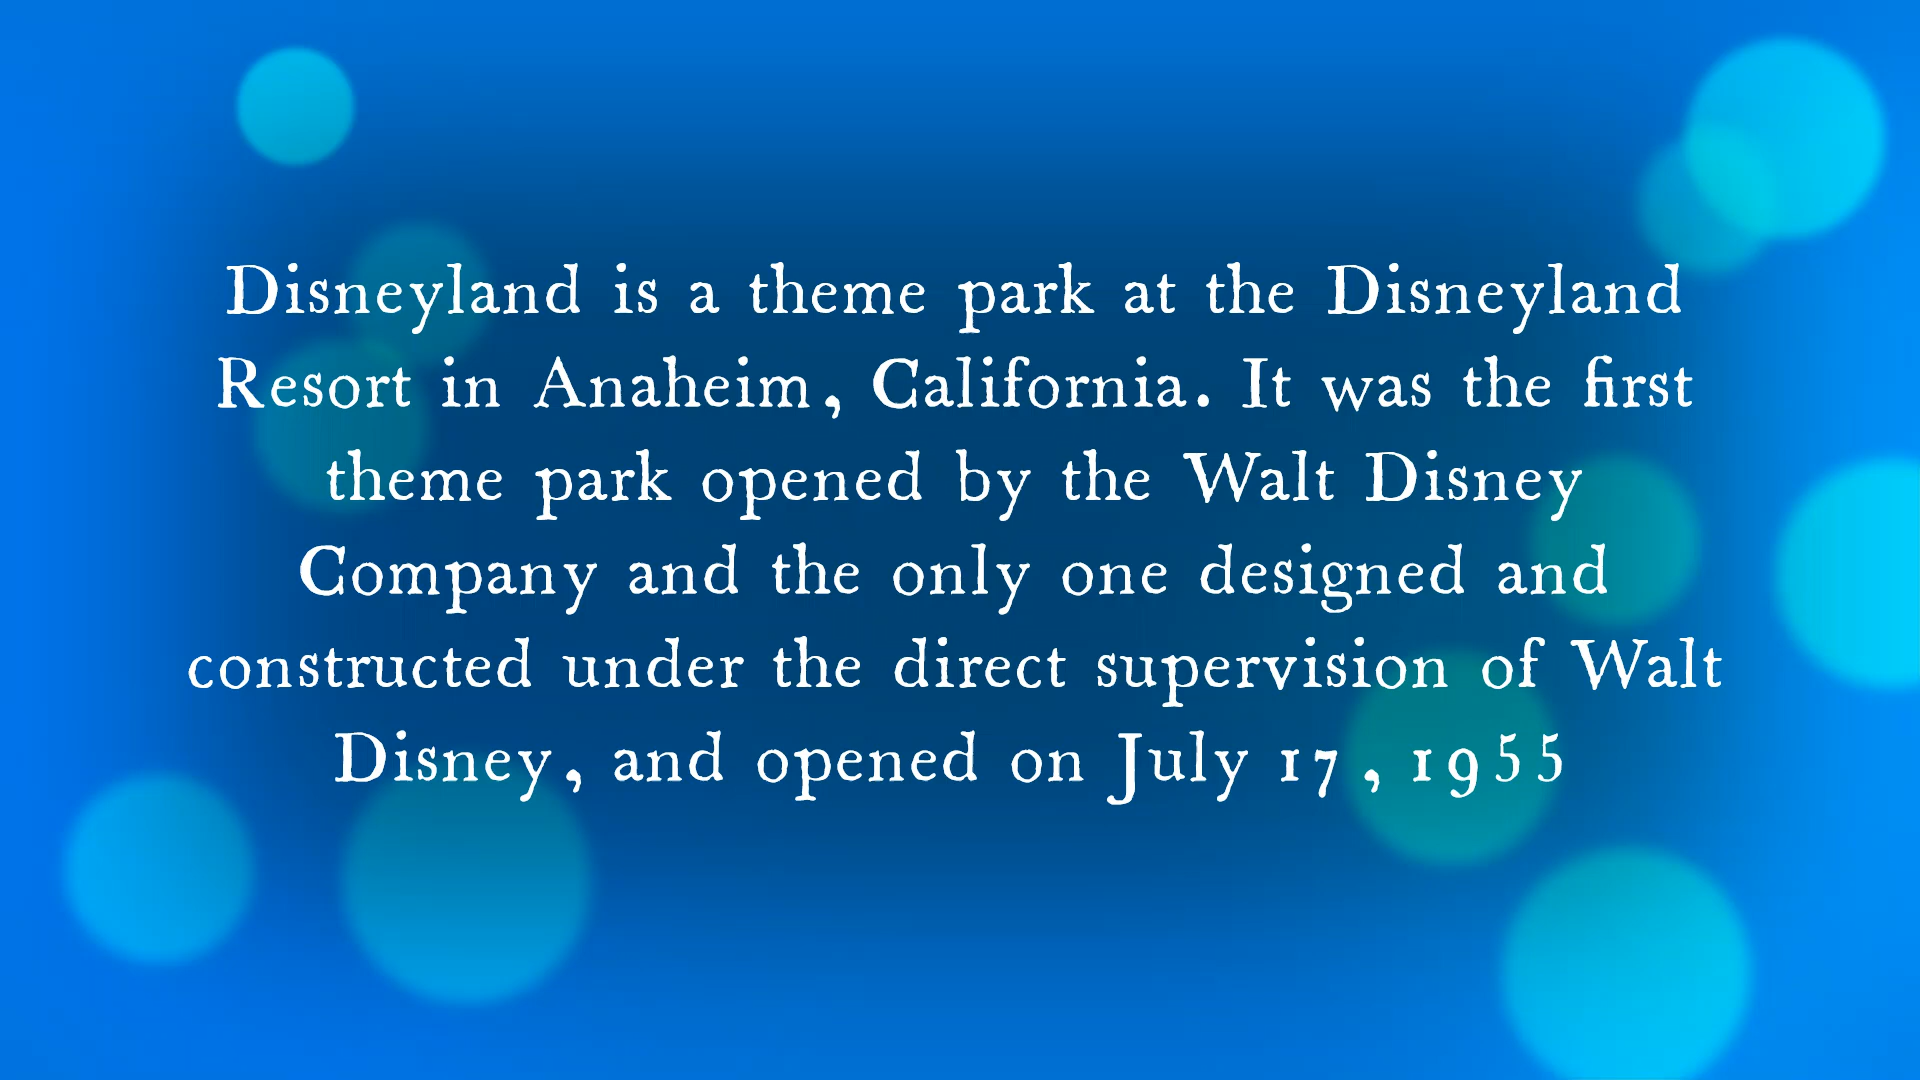 Disneyland is a theme park at the Disneyland
Resort in Anaheim, California. It was the first
theme park opened by the Walt Disney
Company and the only one designed and
constructed under the direct supervision of Walt
Disney, and opened on July 17, 1955